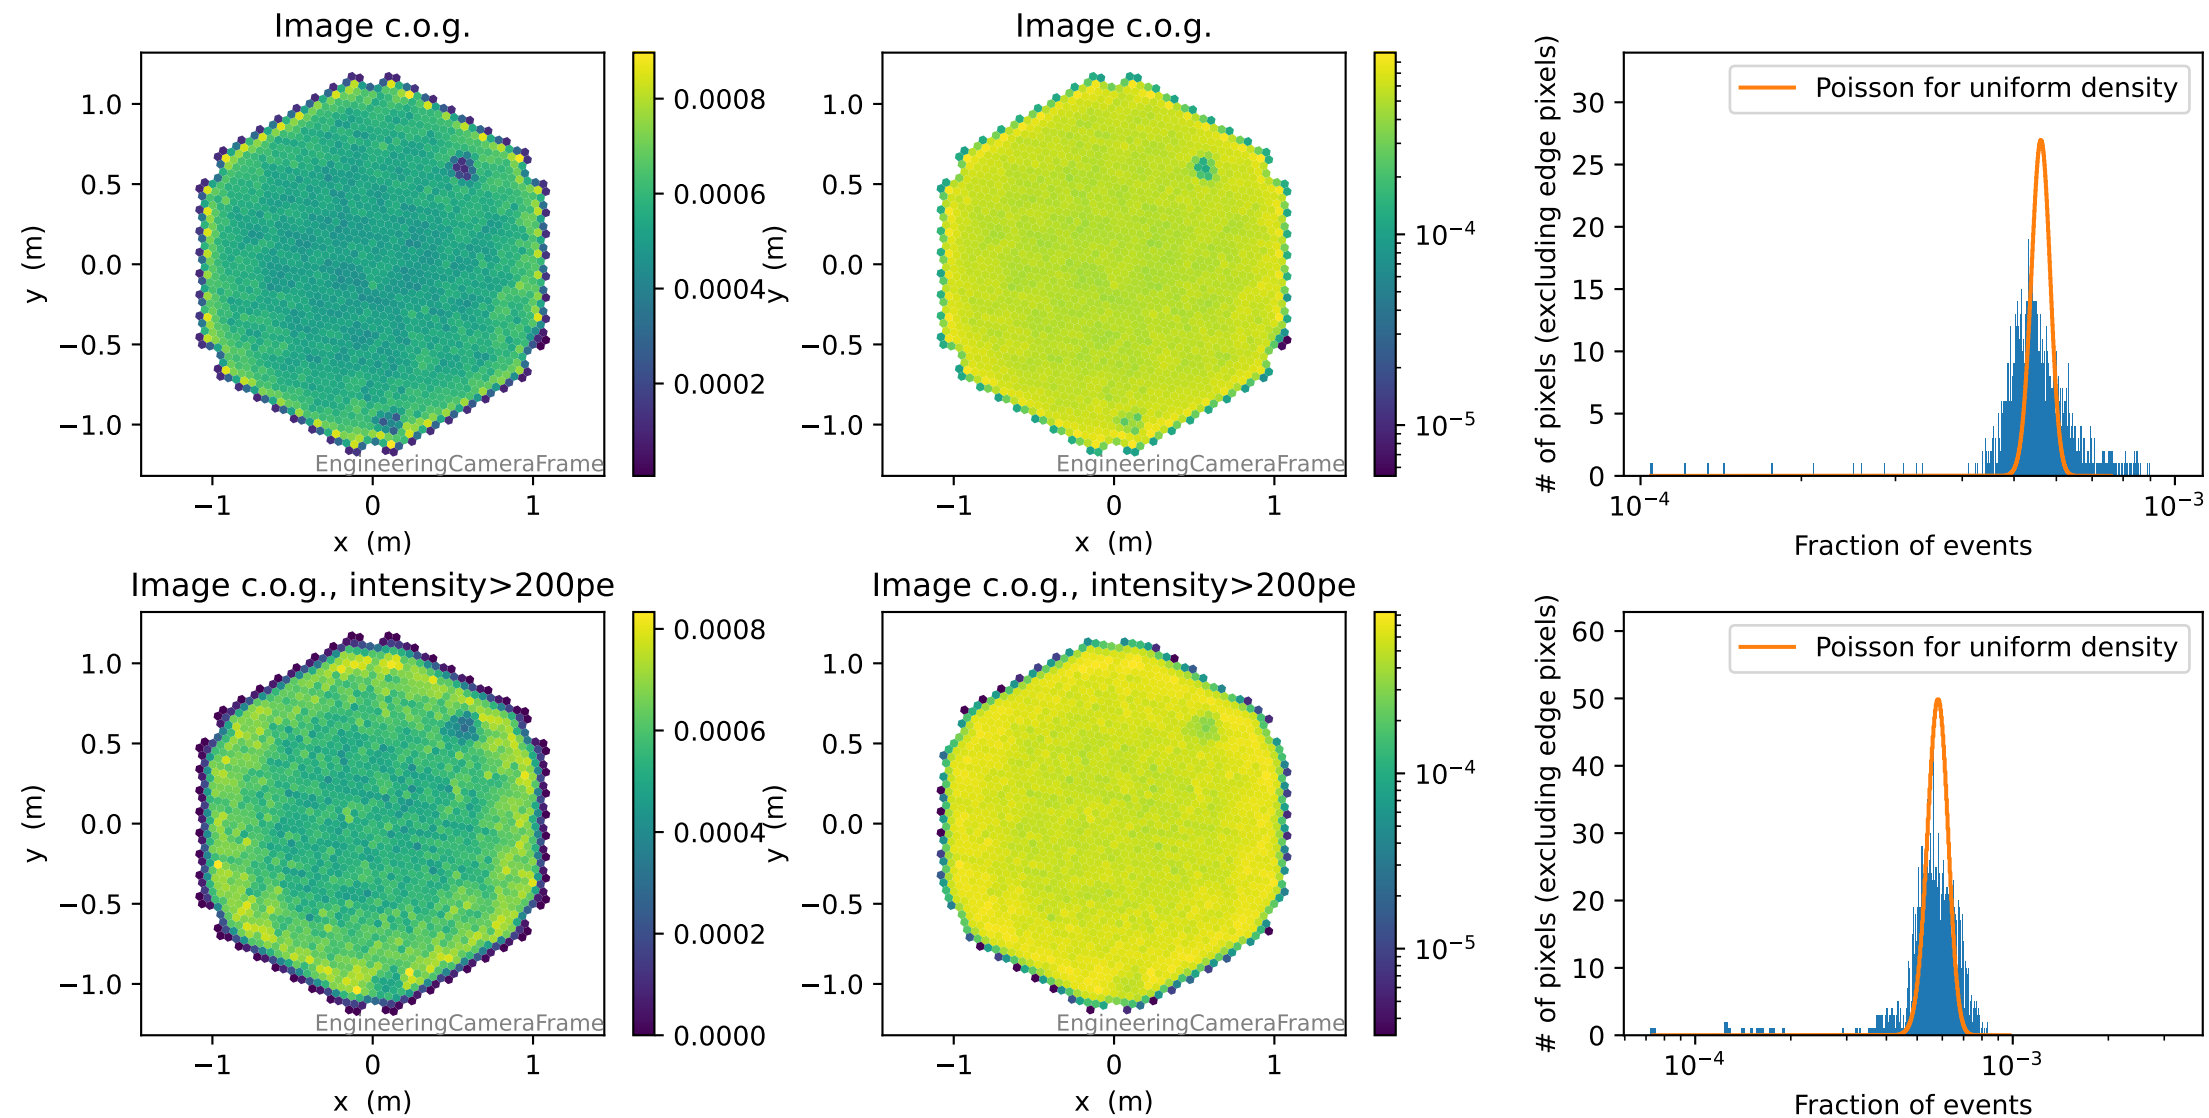 Image c.o.g.
y (m)
1.0
0.5
0.0
−0.5
−1.0
−1
0
1
x (m)
EngineeringCameraFrame
0.0008
0.0006
0.0004
0.0002
Image c.o.g.
y (m)
1.0
0.5
0.0
−0.5
−1.0
−1
0
1
x (m)
EngineeringCameraFrame
10⁻⁴
10⁻⁵
# of pixels (excluding edge pixels)
30
25
20
15
10
5
0
Poisson for uniform density
10⁻⁴
10⁻³
Fraction of events
Image c.o.g., intensity>200pe
y (m)
1.0
0.5
0.0
−0.5
−1.0
−1
0
1
x (m)
EngineeringCameraFrame
0.0008
0.0006
0.0004
0.0002
0.0000
Image c.o.g., intensity>200pe
y (m)
1.0
0.5
0.0
−0.5
−1.0
−1
0
1
x (m)
EngineeringCameraFrame
10⁻⁴
10⁻⁵
# of pixels (excluding edge pixels)
60
50
40
30
20
10
0
Poisson for uniform density
10⁻⁴
10⁻³
Fraction of events